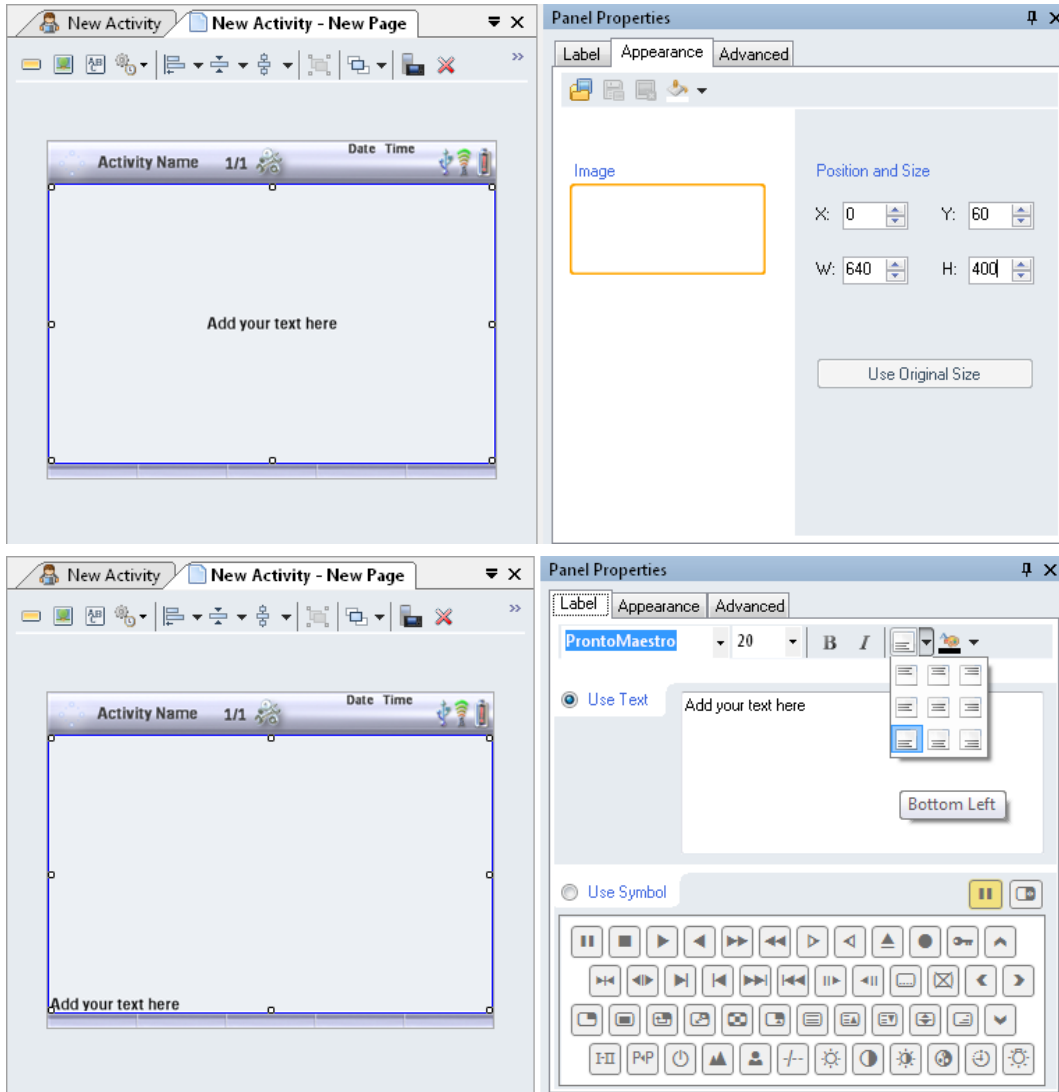 New Activity
New Activity - New Page
Activity Name 1/1
Date Time
Add your text here
Panel Properties
Label Appearance Advanced
Image
Position and Size
X: 0 Y: 60
W: 640 H: 400
Use Original Size
New Activity
New Activity - New Page
Activity Name 1/1
Date Time
Add your text here
Panel Properties
Label Appearance Advanced
ProntoMaestro 20 B I
Use Text
Add your text here
Bottom Left
Use Symbol
I-II P◂P -/--